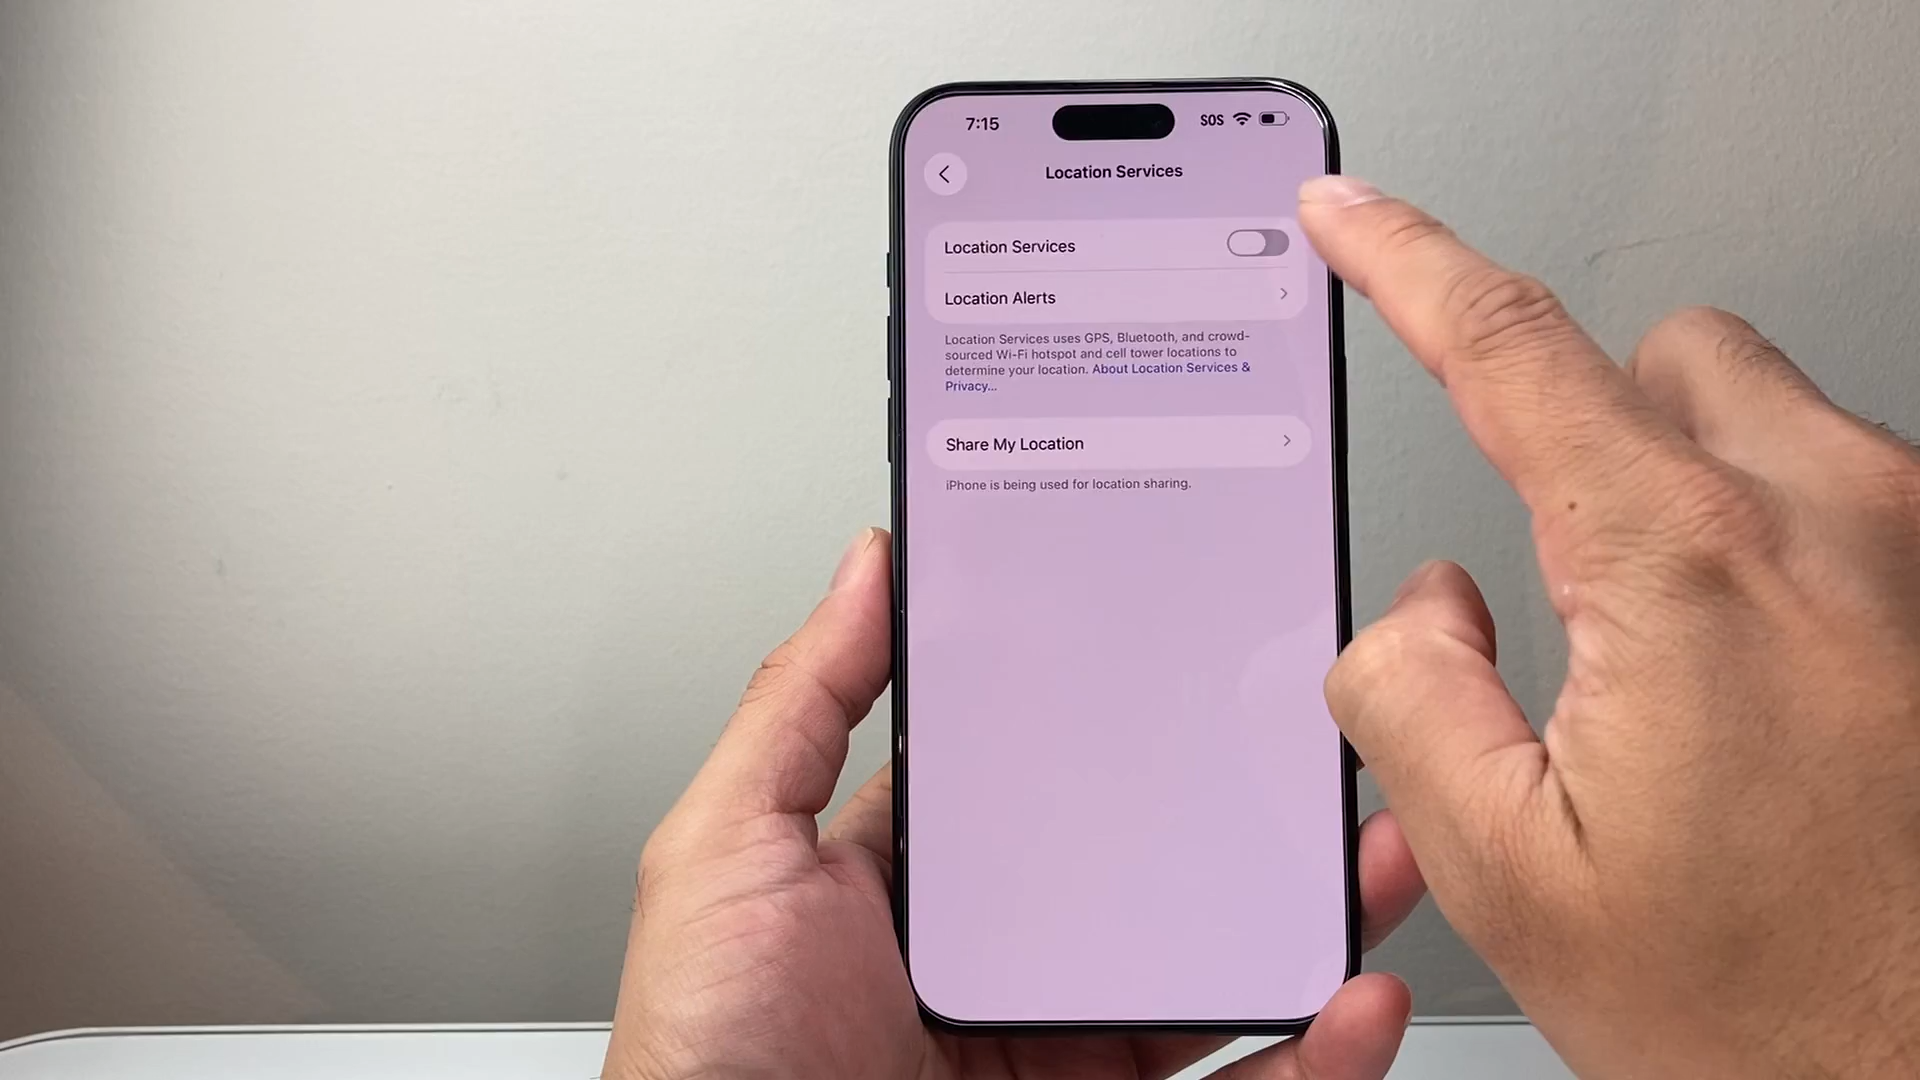 7:15
SOS
Location Services
Location Services
Location Alerts
Location Services uses GPS, Bluetooth, and crowd-
sourced Wi-Fi hotspot and cell tower locations to
determine your location. About Location Services &
Privacy...
Share My Location
iPhone is being used for location sharing.